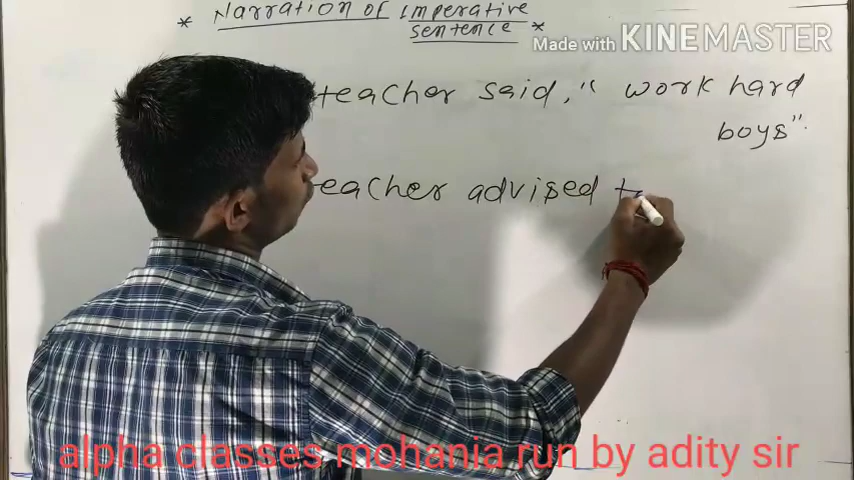 * Narration of imperative
sentence *
Made with KINEMASTER
teacher said, " work hard
boys".
teacher advised
alpha classes mohania run by adity sir